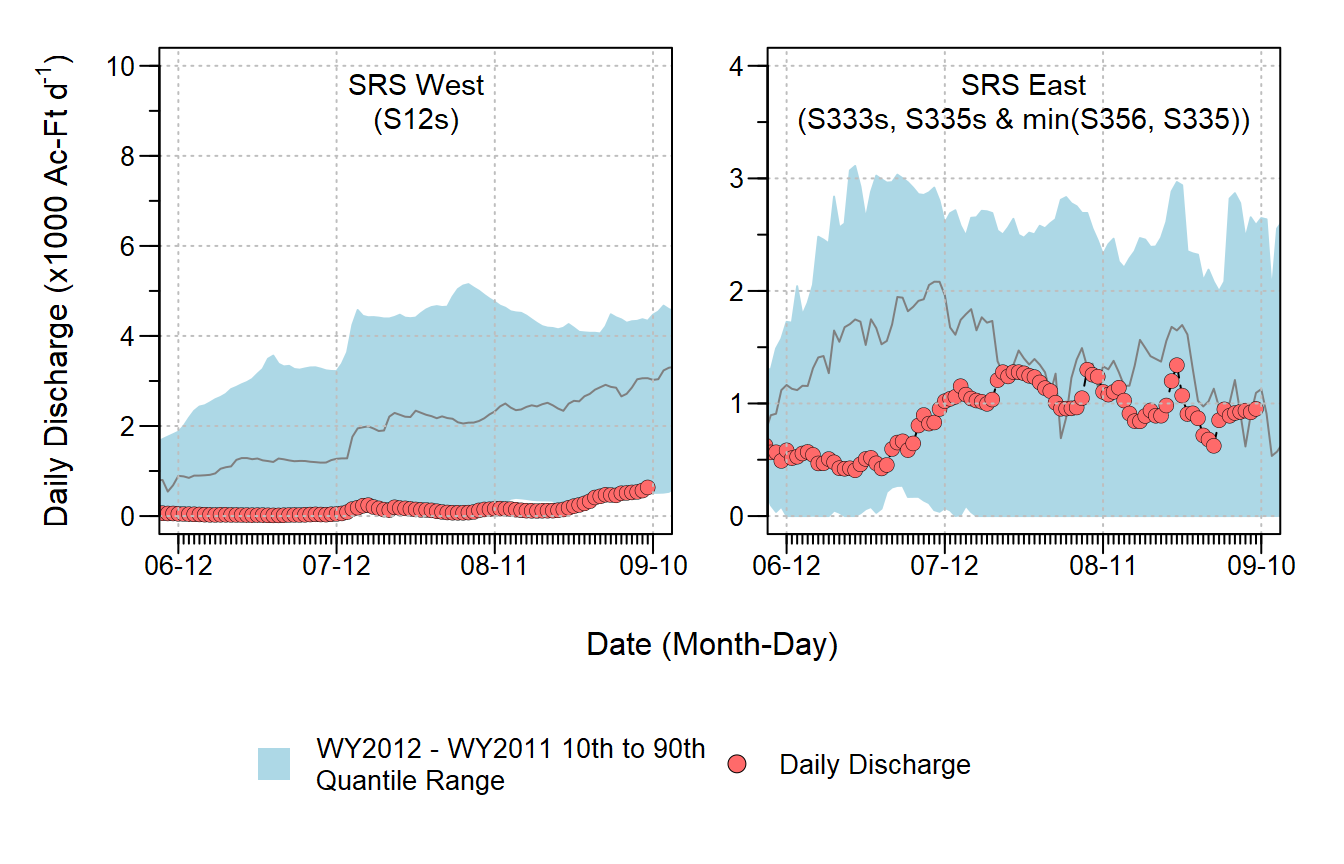 SRS West
(S12s)
10
8
6
4
2
0
06-12
07-12
08-11
09-10
Daily Discharge (x1000 Ac-Ft d-1)
SRS East
(S333s, S335s & min(S356, S335))
4
3
2
1
0
06-12
07-12
08-11
09-10
Date (Month-Day)
WY2012 - WY2011 10th to 90th
Quantile Range
Daily Discharge